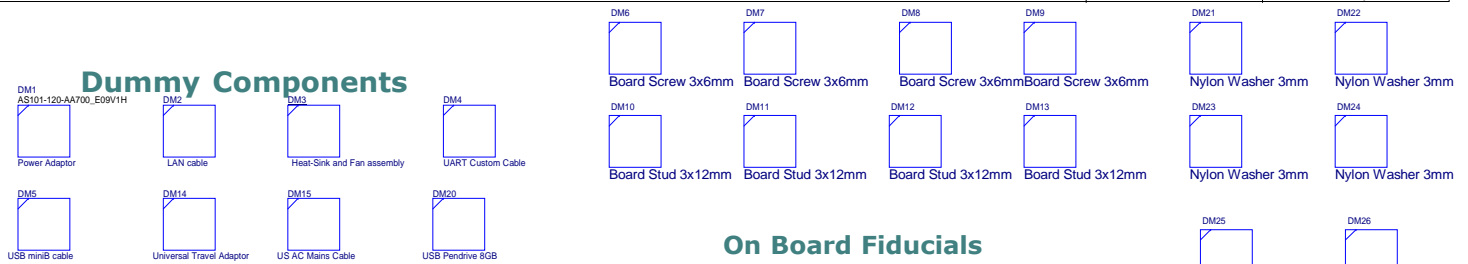 DM6 DM7 DM8 DM9 DM21 DM22
Board Screw 3x6mm Board Screw 3x6mm Board Screw 3x6mm Board Screw 3x6mm Nylon Washer 3mm Nylon Washer 3mm
Dummy Components
DM1 DM2 DM3 DM4
AS101-120-AA700_E09V1H
Power Adaptor LAN cable Heat-Sink and Fan assembly UART Custom Cable
DM10 DM11 DM12 DM13 DM23 DM24
Board Stud 3x12mm Board Stud 3x12mm Board Stud 3x12mm Board Stud 3x12mm Nylon Washer 3mm Nylon Washer 3mm
DM5 DM14 DM15 DM20
USB miniB cable Universal Travel Adaptor US AC Mains Cable USB Pendrive 8GB
On Board Fiducials
DM25 DM26